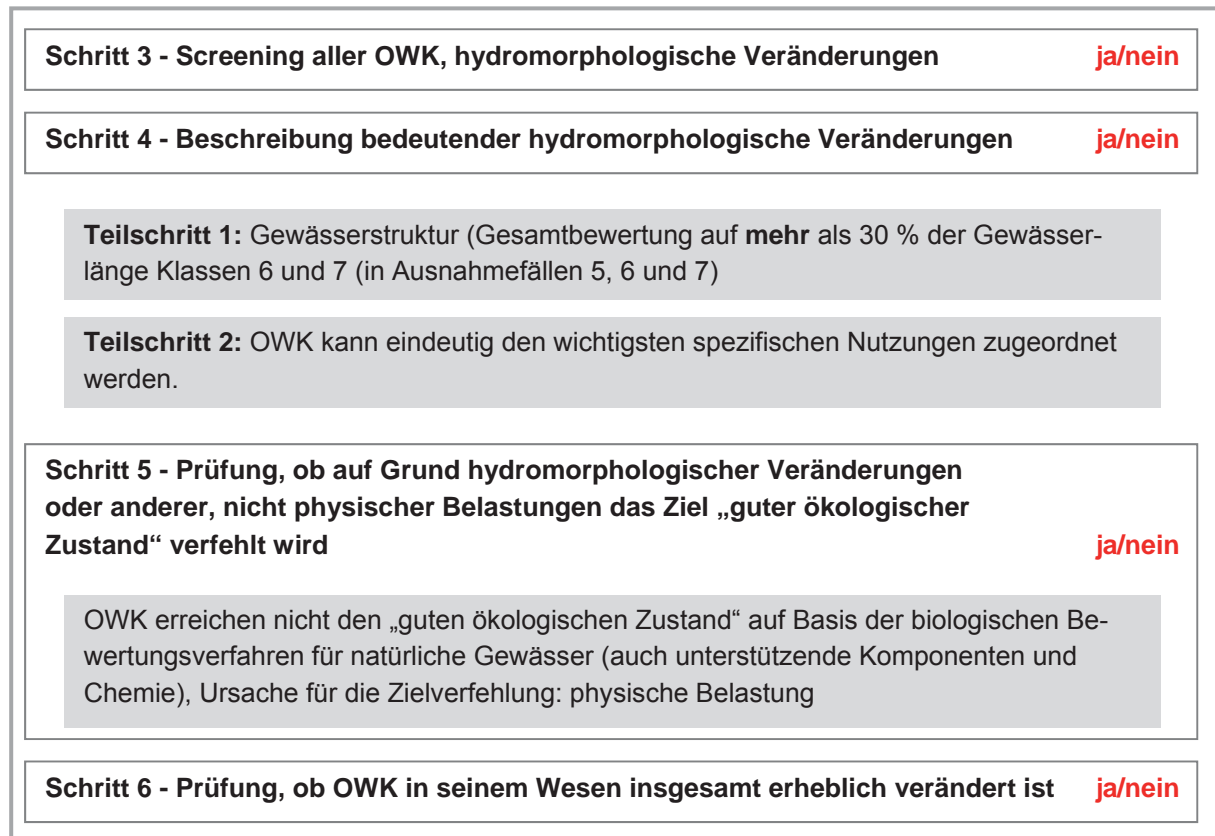 Schritt 3 - Screening aller OWK, hydromorphologische Veränderungen ja/nein
Schritt 4 - Beschreibung bedeutender hydromorphologische Veränderungen ja/nein
Teilschritt 1: Gewässerstruktur (Gesamtbewertung auf mehr als 30 % der Gewässer-
länge Klassen 6 und 7 (in Ausnahmefällen 5, 6 und 7)
Teilschritt 2: OWK kann eindeutig den wichtigsten spezifischen Nutzungen zugeordnet
werden.
Schritt 5 - Prüfung, ob auf Grund hydromorphologischer Veränderungen
oder anderer, nicht physischer Belastungen das Ziel „guter ökologischer
Zustand“ verfehlt wird ja/nein
OWK erreichen nicht den „guten ökologischen Zustand“ auf Basis der biologischen Be-
wertungsverfahren für natürliche Gewässer (auch unterstützende Komponenten und
Chemie), Ursache für die Zielverfehlung: physische Belastung
Schritt 6 - Prüfung, ob OWK in seinem Wesen insgesamt erheblich verändert ist ja/nein